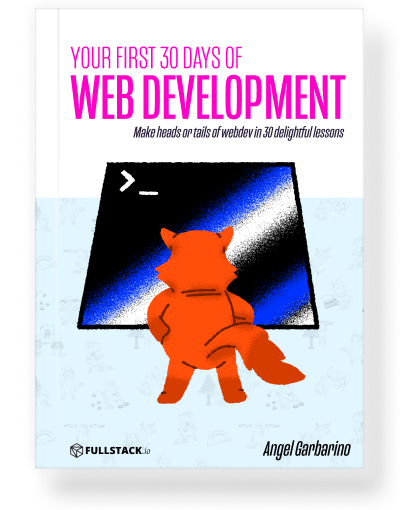 YOUR FIRST 30 DAYS OF
WEB DEVELOPMENT
Make heads or tails of webdev in 30 delightful lessons
>_
FULLSTACK.io
Angel Garbarino